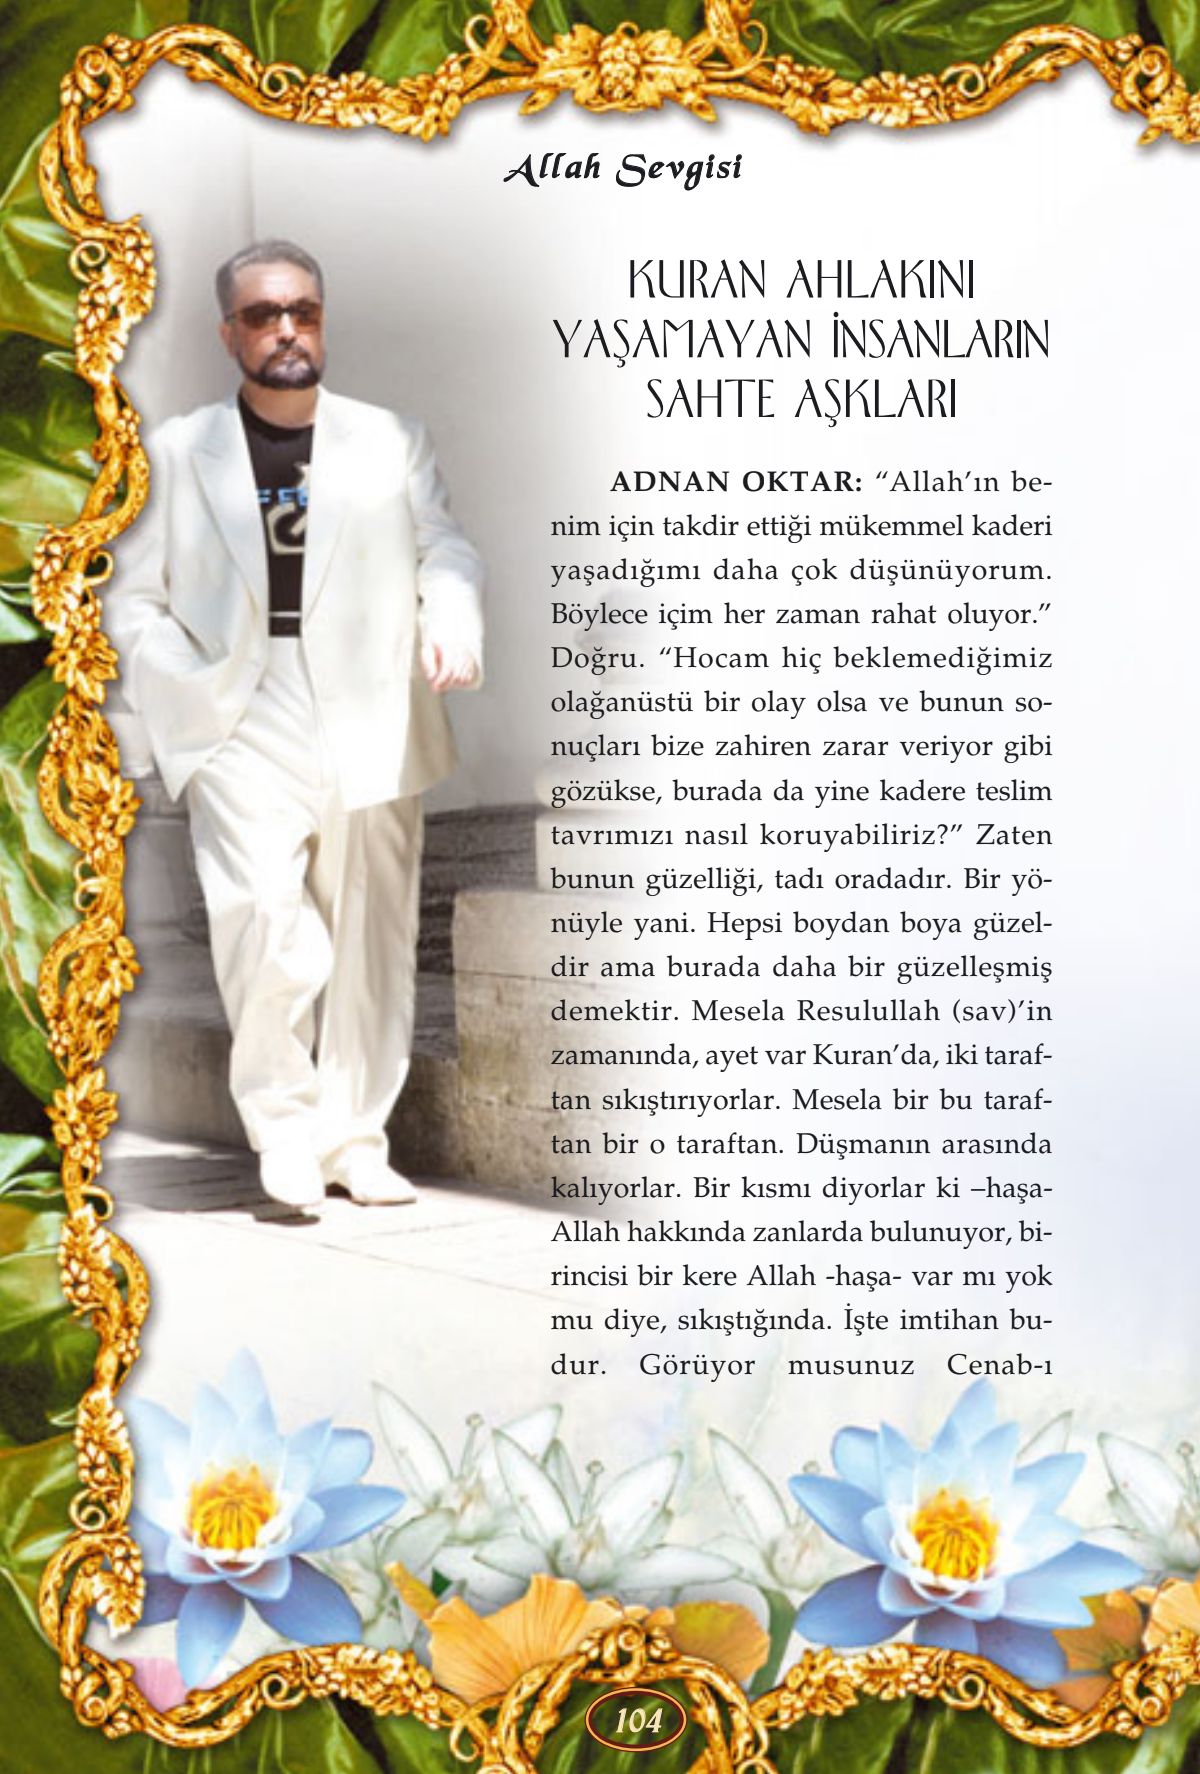 Allah Sevgisi
KURAN AHLAKINI
YAŞAMAYAN İNSANLARIN
SAHTE AŞKLARI
ADNAN OKTAR: “Allah’ın be-
nim için takdir ettiği mükemmel kaderi
yaşadığımı daha çok düşünüyorum.
Böylece içim her zaman rahat oluyor.”
Doğru. “Hocam hiç beklemediğimiz
olağanüstü bir olay olsa ve bunun so-
nuçları bize zahiren zarar veriyor gibi
gözükse, burada da yine kadere teslim
tavrımızı nasıl koruyabiliriz?” Zaten
bunun güzelliği, tadı oradadır. Bir yö-
nüyle yani. Hepsi boydan boya güzel-
dir ama burada daha bir güzelleşmiş
demektir. Mesela Resulullah (sav)’in
zamanında, ayet var Kuran’da, iki taraf-
tan sıkıştırıyorlar. Mesela bir bu taraf-
tan bir o taraftan. Düşmanın arasında
kalıyorlar. Bir kısmı diyorlar ki –haşa-
Allah hakkında zanlarda bulunuyor, bi-
rincisi bir kere Allah -haşa- var mı yok
mu diye, sıkıştığında. İşte imtihan bu-
dur. Görüyor musunuz Cenab-ı
104